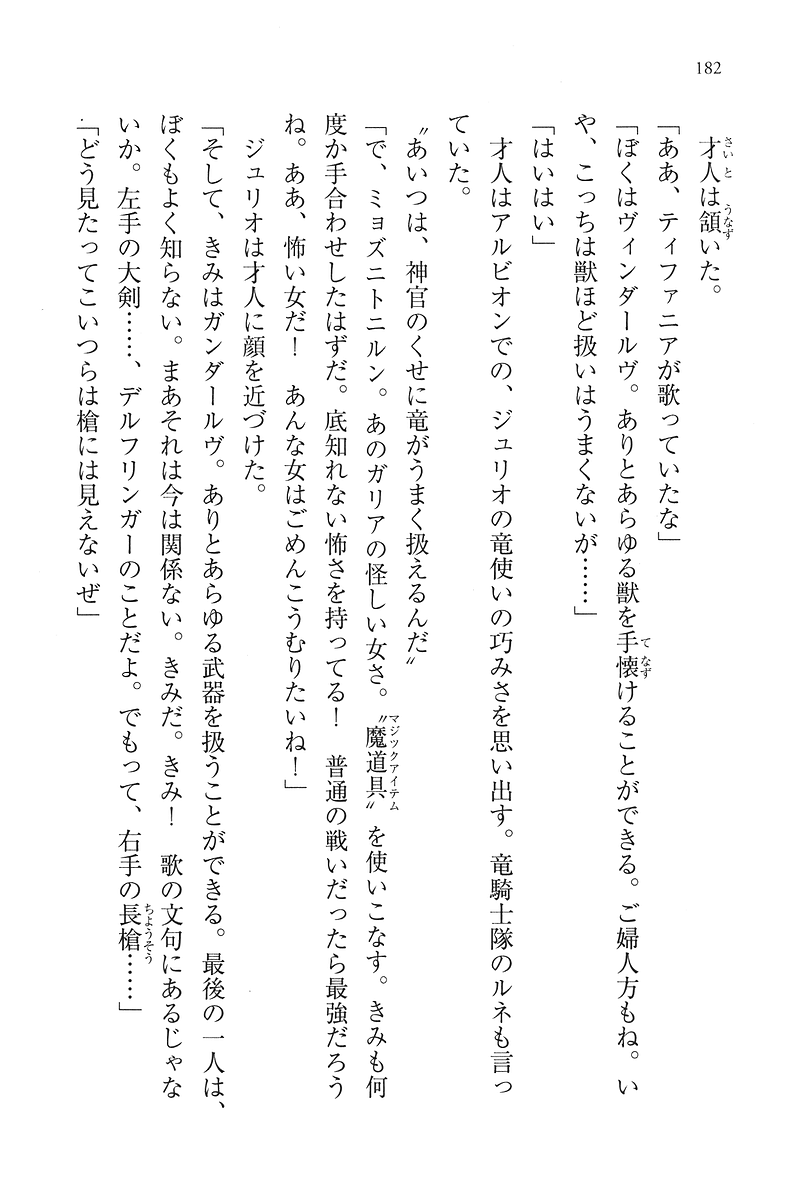 182
才人は頷いた。
「ああ、ティファニアが歌っていたな」
「ぼくはヴィンダールヴ。ありとあらゆる獣を手懐けることができる。ご婦人方もね。い
や、こっちは獣ほど扱いはうまくないが……」
「はいはい」
才人はアルビオンでの、ジュリオの竜使いの巧みさを思い出す。竜騎士隊のルネも言っ
ていた。
〝あいつは、神官のくせに竜がうまく扱えるんだ〟
「で、ミョズニトニルン。あのガリアの怪しい女さ。〝魔道具〟を使いこなす。きみも何
度か手合わせしたはずだ。底知れない怖さを持ってる！　普通の戦いだったら最強だろう
ね。ああ、怖い女だ！　あんな女はごめんこうむりたいね！」
ジュリオは才人に顔を近づけた。
「そして、きみはガンダールヴ。ありとあらゆる武器を扱うことができる。最後の一人は、
ぼくもよく知らない。まあそれは今は関係ない。きみだ。きみ！　歌の文句にあるじゃな
いか。左手の大剣……、デルフリンガーのことだよ。でもって、右手の長槍……」
「どう見たってこいつらは槍には見えないぜ」